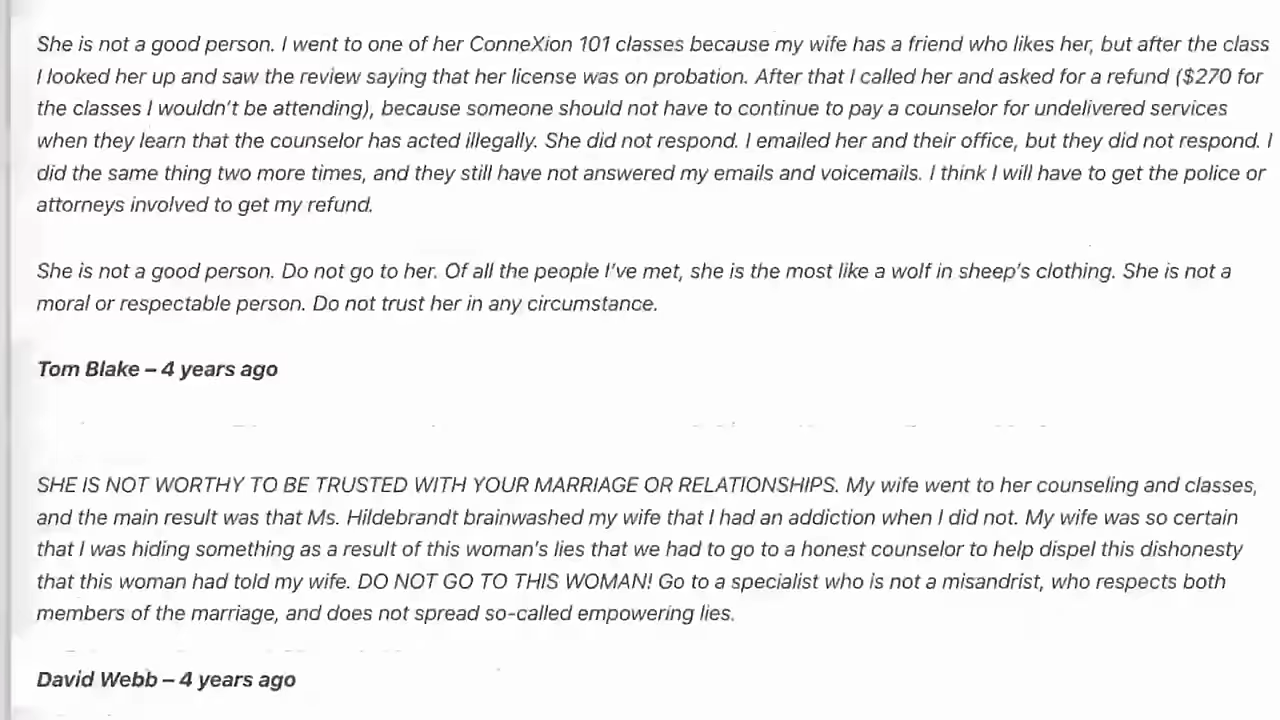 She is not a good person. I went to one of her ConneXion 101 classes because my wife has a friend who likes her, but after the class
I looked her up and saw the review saying that her license was on probation. After that I called her and asked for a refund ($270 for
the classes I wouldn't be attending), because someone should not have to continue to pay a counselor for undelivered services
when they learn that the counselor has acted illegally. She did not respond. I emailed her and their office, but they did not respond. I
did the same thing two more times, and they still have not answered my emails and voicemails. I think I will have to get the police or
attorneys involved to get my refund.
She is not a good person. Do not go to her. Of all the people I've met, she is the most like a wolf in sheep's clothing. She is not a
moral or respectable person. Do not trust her in any circumstance.
Tom Blake – 4 years ago
SHE IS NOT WORTHY TO BE TRUSTED WITH YOUR MARRIAGE OR RELATIONSHIPS. My wife went to her counseling and classes,
and the main result was that Ms. Hildebrandt brainwashed my wife that I had an addiction when I did not. My wife was so certain
that I was hiding something as a result of this woman's lies that we had to go to a honest counselor to help dispel this dishonesty
that this woman had told my wife. DO NOT GO TO THIS WOMAN! Go to a specialist who is not a misandrist, who respects both
members of the marriage, and does not spread so-called empowering lies.
David Webb – 4 years ago